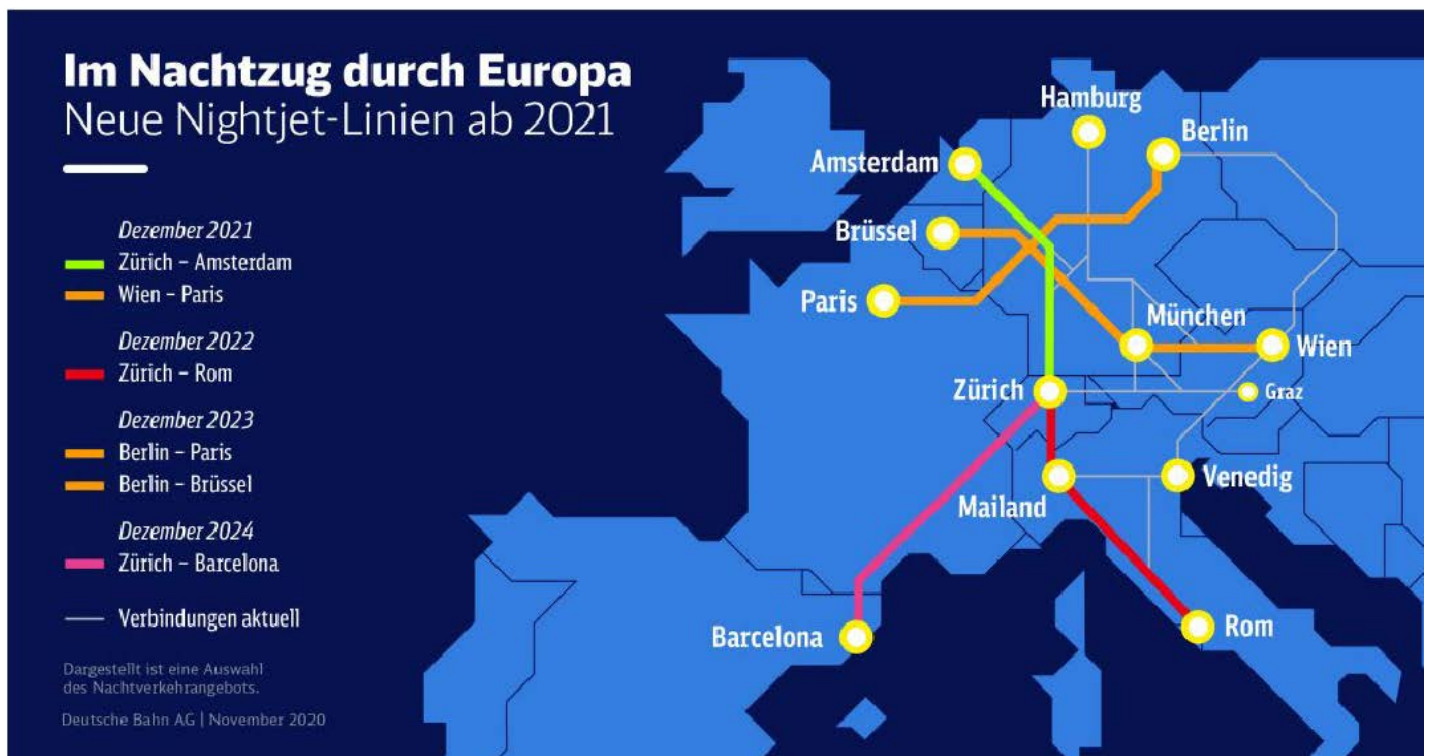 Im Nachtzug durch Europa
Neue Nightjet-Linien ab 2021
Dezember 2021
Zürich – Amsterdam
Wien – Paris
Dezember 2022
Zürich – Rom
Dezember 2023
Berlin – Paris
Berlin – Brüssel
Dezember 2024
Zürich – Barcelona
Verbindungen aktuell
Dargestellt ist eine Auswahl
des Nachtverkehrangebots.
Deutsche Bahn AG | November 2020
Hamburg
Berlin
Amsterdam
Brüssel
Paris
München
Wien
Zürich
Graz
Venedig
Mailand
Barcelona
Rom